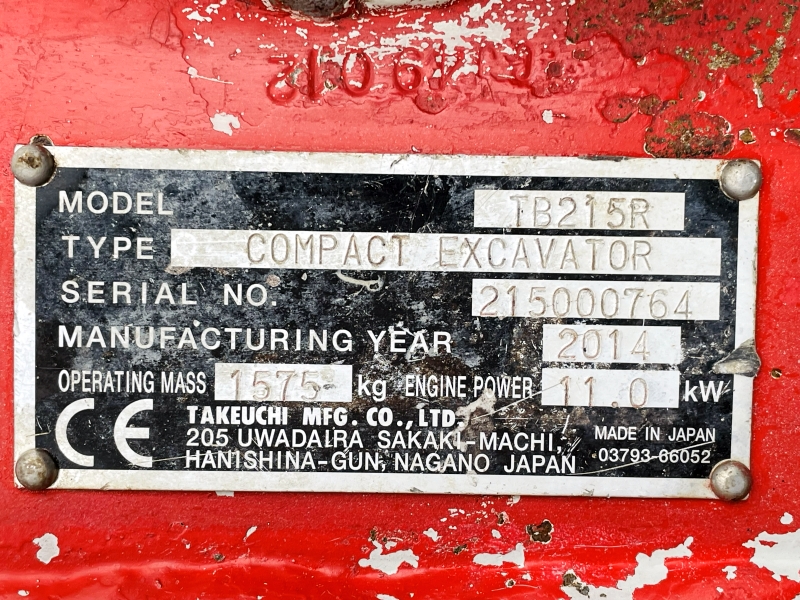 MODEL TB215R
TYPE COMPACT EXCAVATOR
SERIAL NO. 215000764
MANUFACTURING YEAR 2014
OPERATING MASS 1575 kg ENGINE POWER 11.0 kW
CE TAKEUCHI MFG. CO., LTD.
205 UWADAIRA SAKAKI-MACHI,
HANISHINA-GUN, NAGANO JAPAN
MADE IN JAPAN
03793-66052